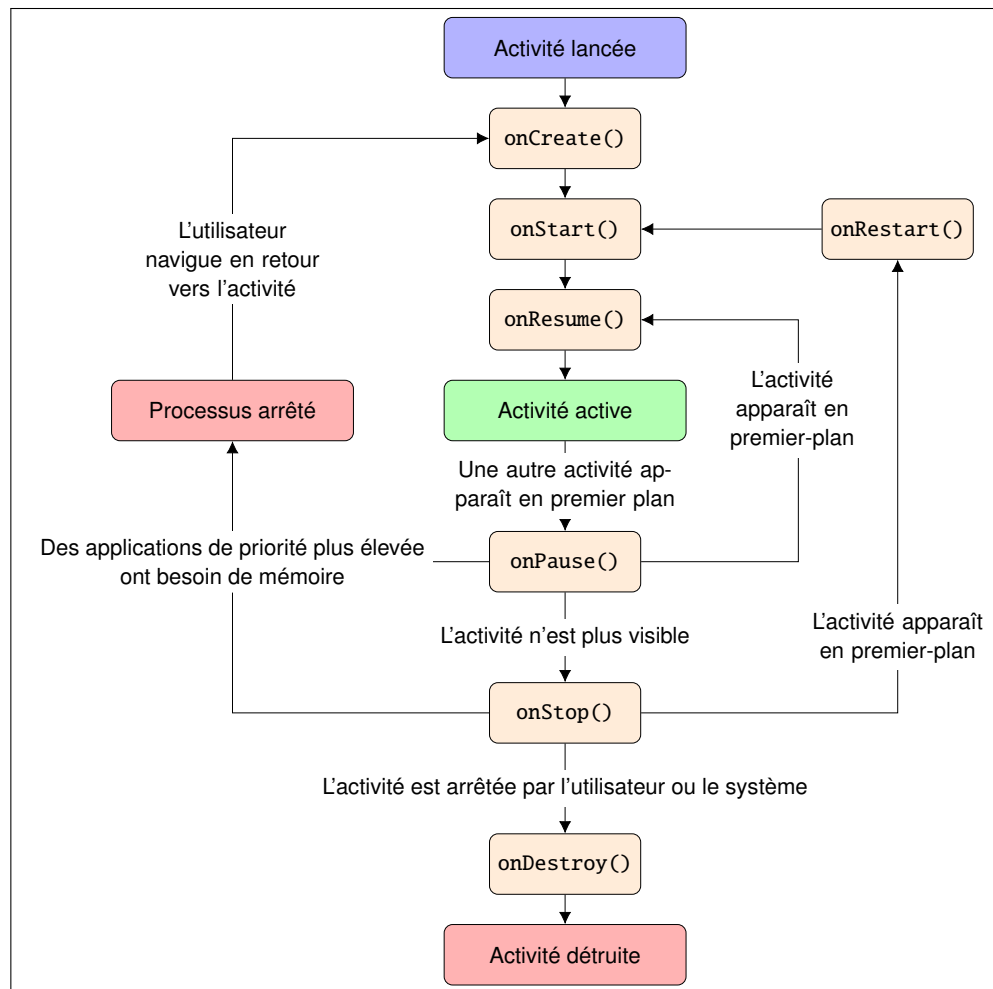 Activité lancée
onCreate()
onStart()
onRestart()
L'utilisateur
navigue en retour
vers l'activité
onResume()
Processus arrêté
Activité active
L'activité
apparaît en
premier-plan
Une autre activité ap-
paraît en premier plan
Des applications de priorité plus élevée
ont besoin de mémoire
onPause()
L'activité n'est plus visible
L'activité apparaît
en premier-plan
onStop()
L'activité est arrêtée par l'utilisateur ou le système
onDestroy()
Activité détruite